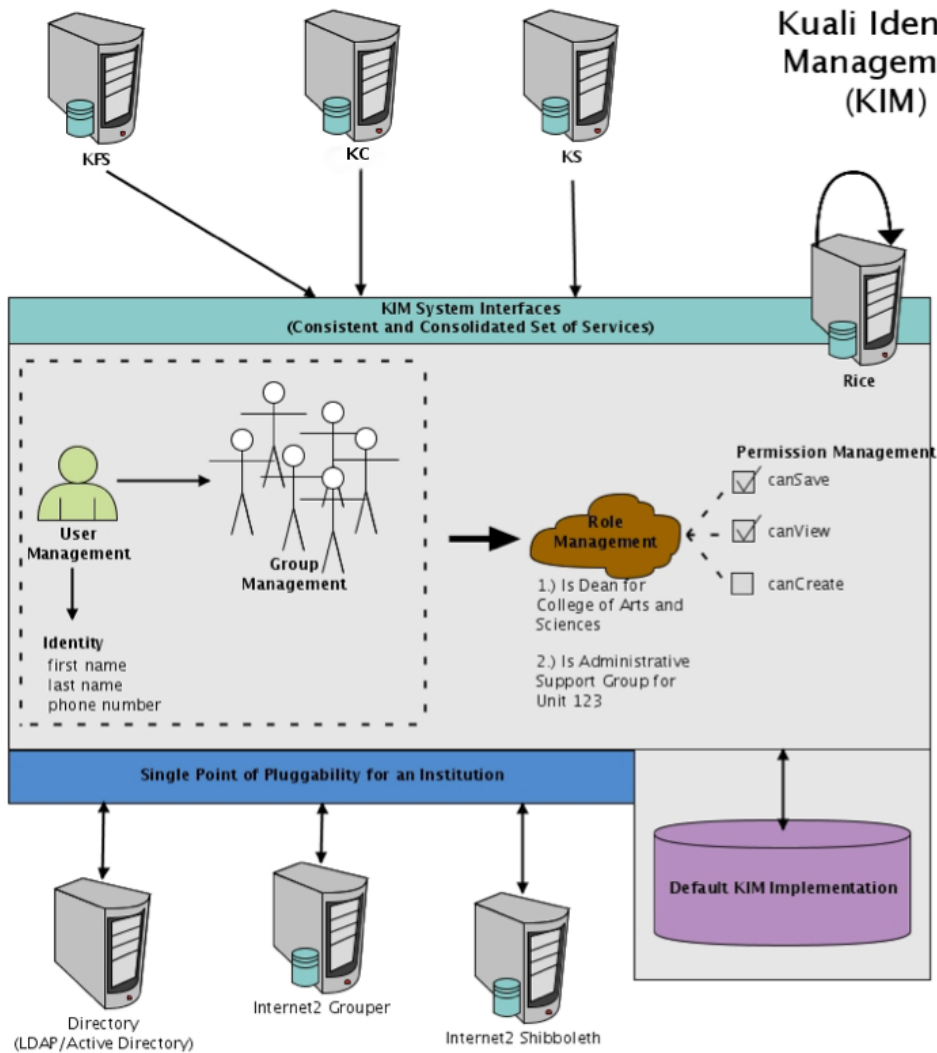 Kuali Iden
Managem
(KIM)
KFS
KC
KS
Rice
KIM System Interfaces
(Consistent and Consolidated Set of Services)
User
Management
Group
Management
Identity
first name
last name
phone number
Role
Management
1.) Is Dean for
College of Arts and
Sciences
2.) Is Administrative
Support Group for
Unit 123
Permission Management
canSave
canView
canCreate
Single Point of Pluggability for an Institution
Default KIM Implementation
Directory
(LDAP/Active Directory)
Internet2 Grouper
Internet2 Shibboleth